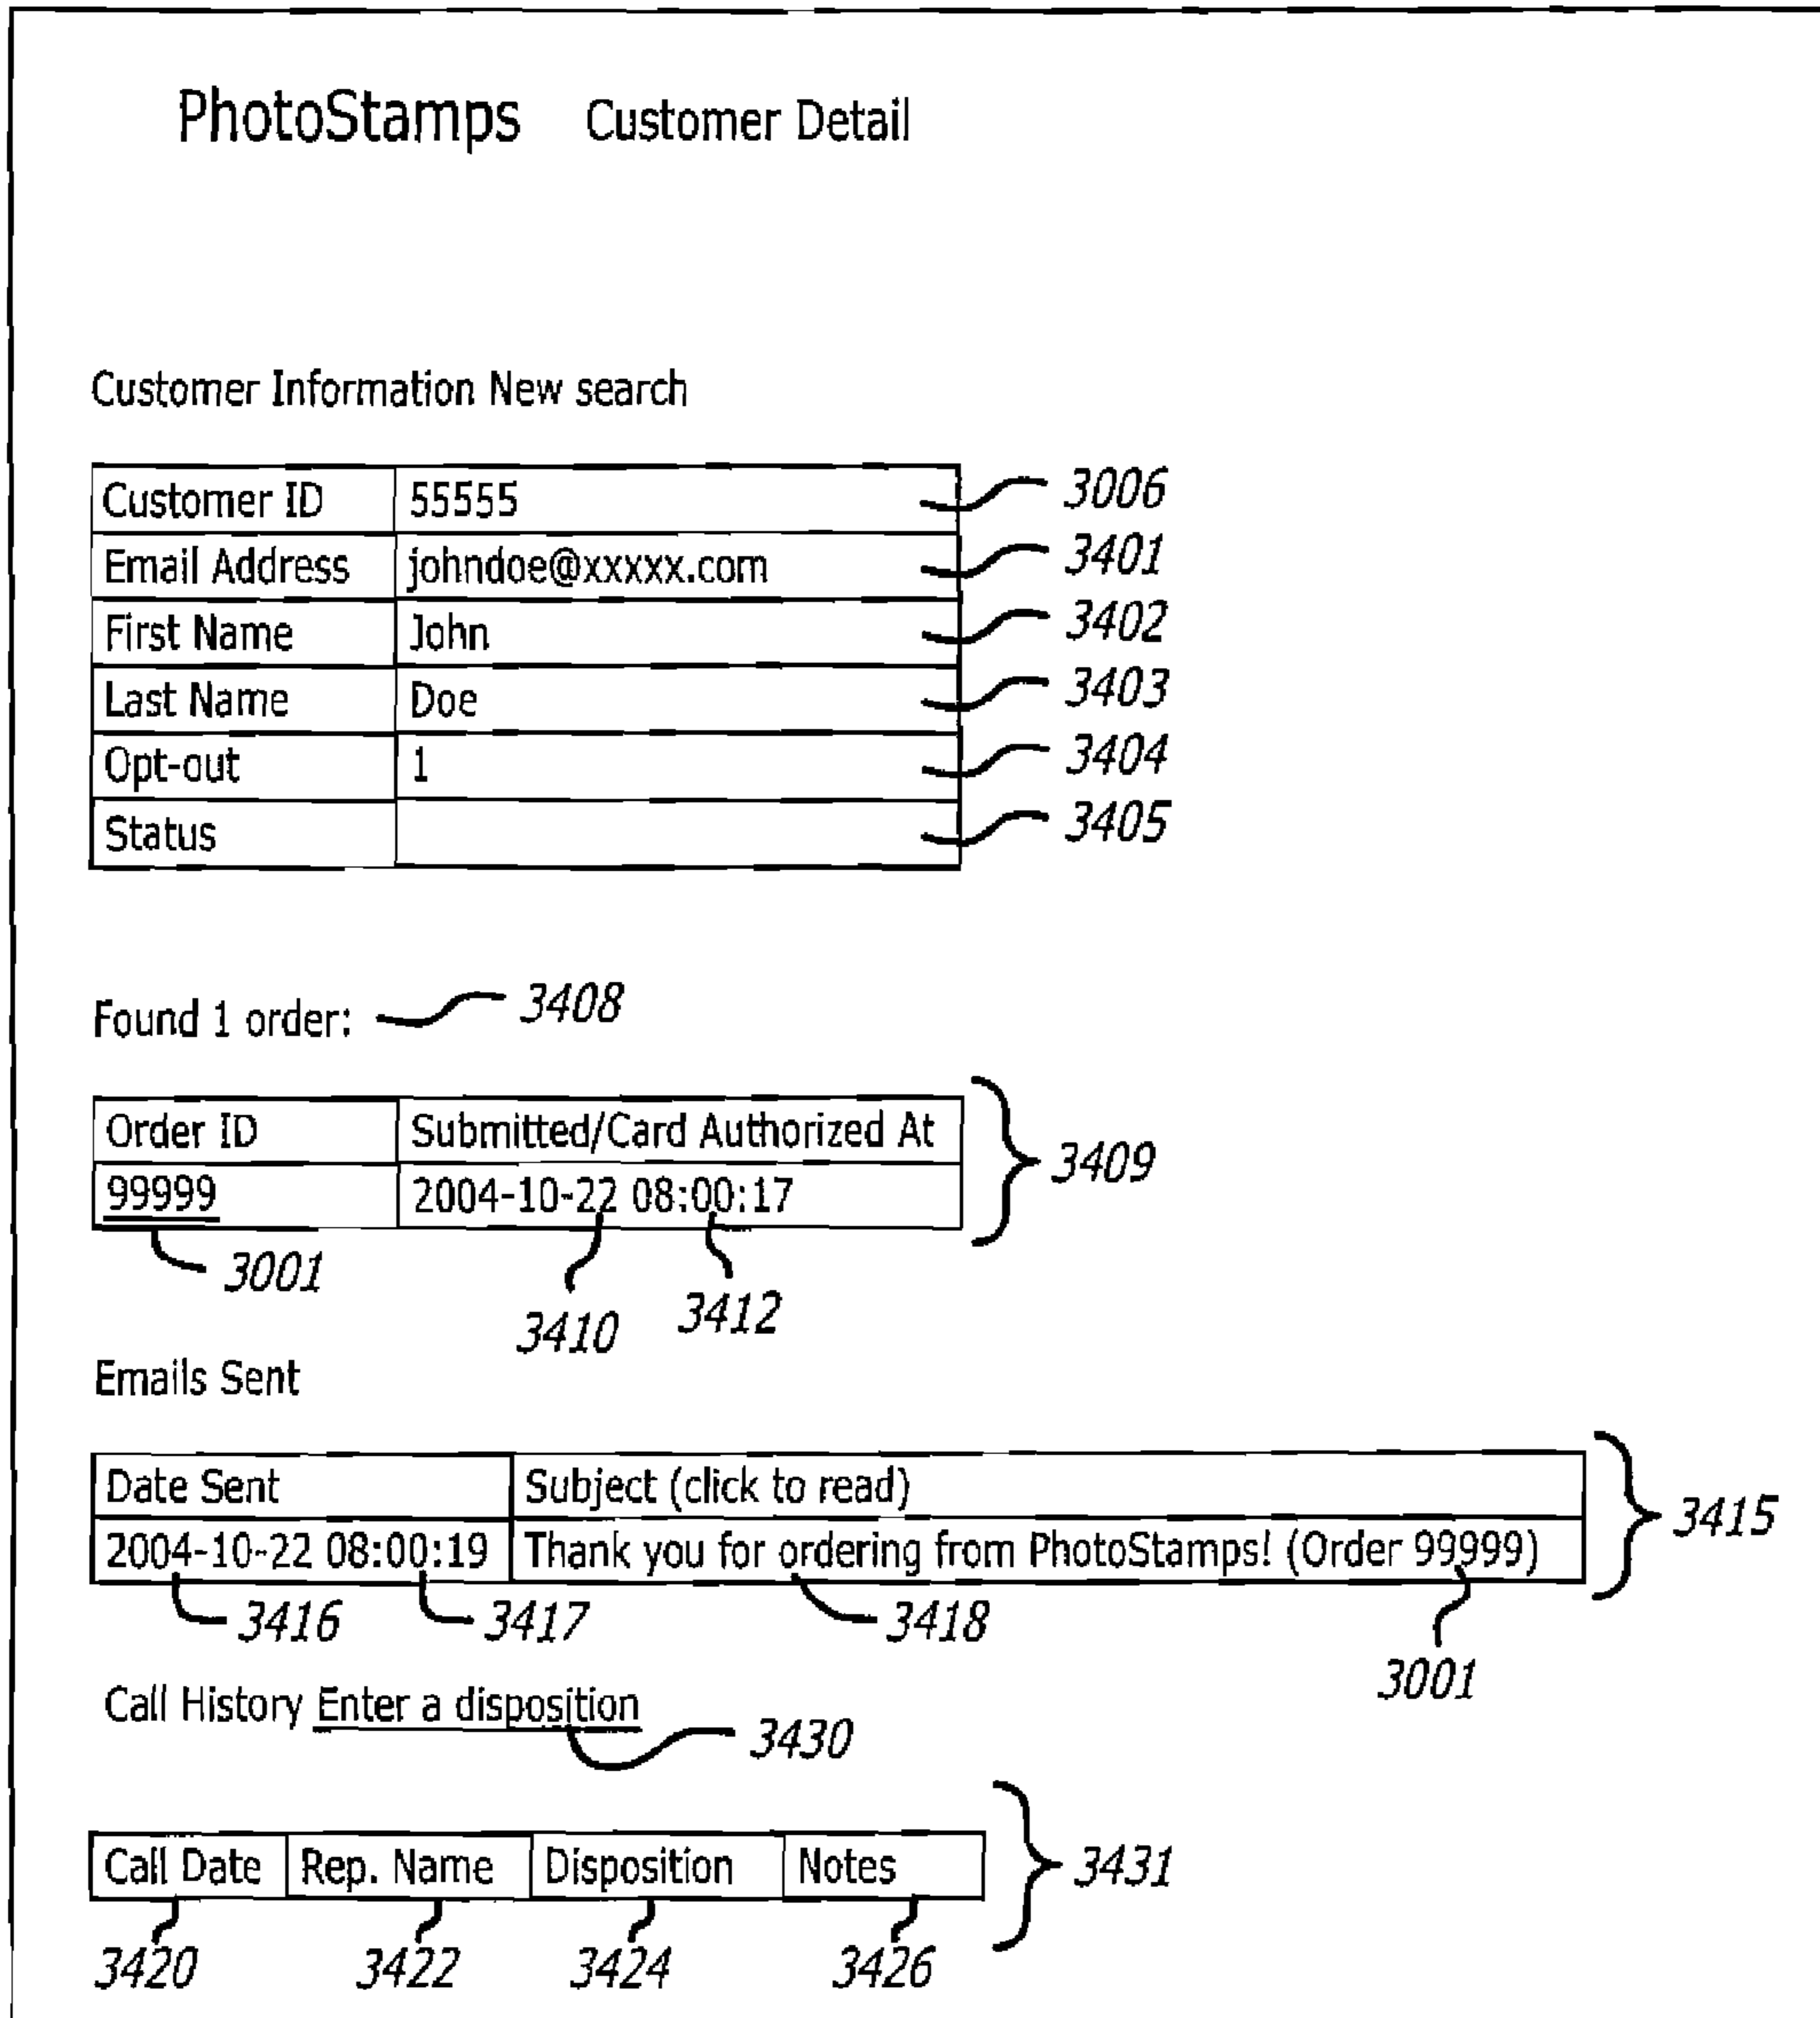 PhotoStamps Customer Detail
Customer Information New search
Customer ID 55555 3006
Email Address johndoe@xxxxx.com 3401
First Name John 3402
Last Name Doe 3403
Opt-out 1 3404
Status 3405
Found 1 order: 3408
Order ID Submitted/Card Authorized At
3409
99999 2004-10-22 08:00:17
3001 3410 3412
Emails Sent
Date Sent Subject (click to read)
3415
2004-10-22 08:00:19 Thank you for ordering from PhotoStamps! (Order 99999)
3416 3417 3418 3001
Call History Enter a disposition 3430
Call Date Rep. Name Disposition Notes 3431
3420 3422 3424 3426